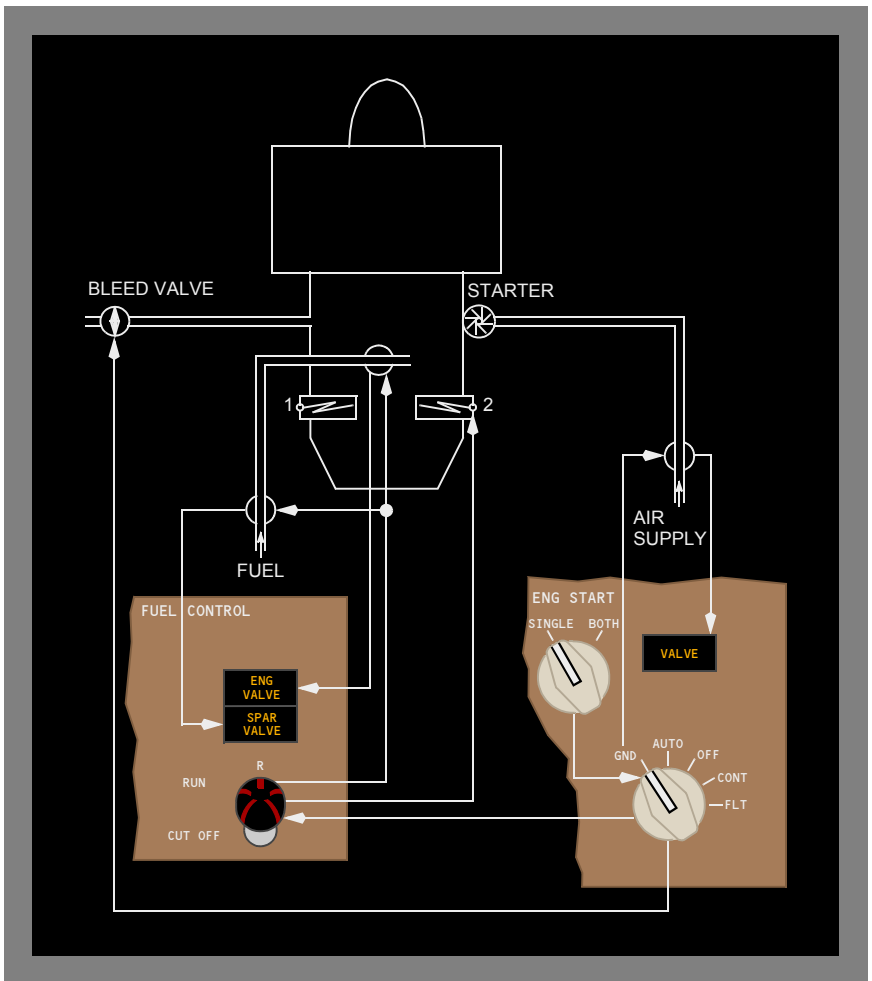 BLEED VALVE
STARTER
1
2
AIR
SUPPLY
FUEL
FUEL CONTROL
ENG
VALVE
SPAR
VALVE
R
RUN
CUT OFF
ENG START
SINGLE
BOTH
VALVE
GND
AUTO
OFF
CONT
FLT